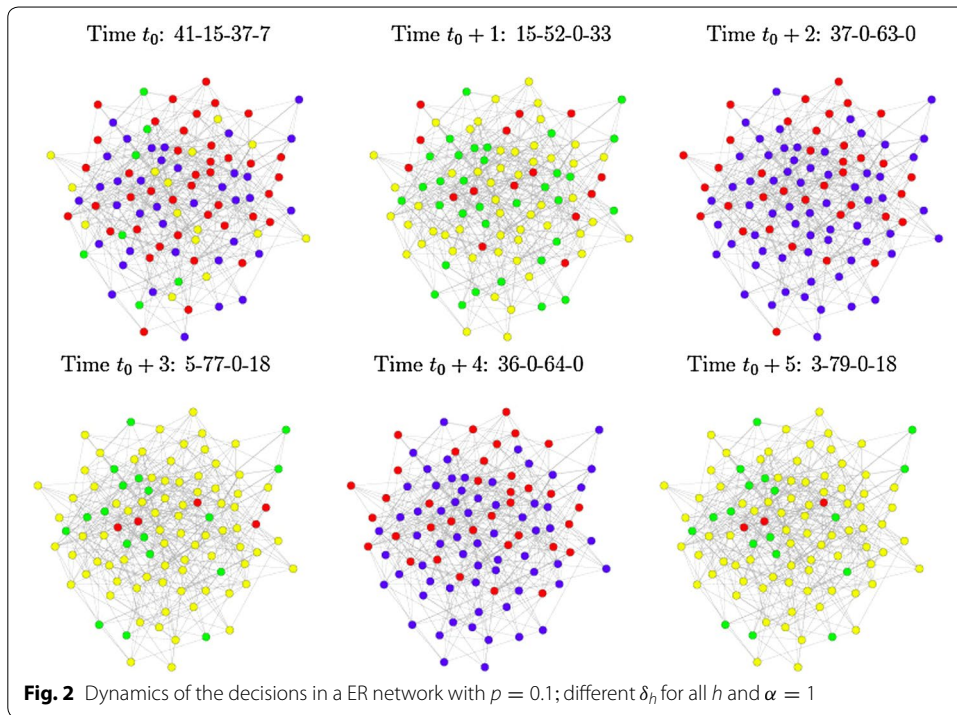 Time t₀: 41-15-37-7
Time t₀ + 1: 15-52-0-33
Time t₀ + 2: 37-0-63-0
Time t₀ + 3: 5-77-0-18
Time t₀ + 4: 36-0-64-0
Time t₀ + 5: 3-79-0-18
Fig. 2 Dynamics of the decisions in a ER network with p = 0.1; different δₕ for all h and α = 1